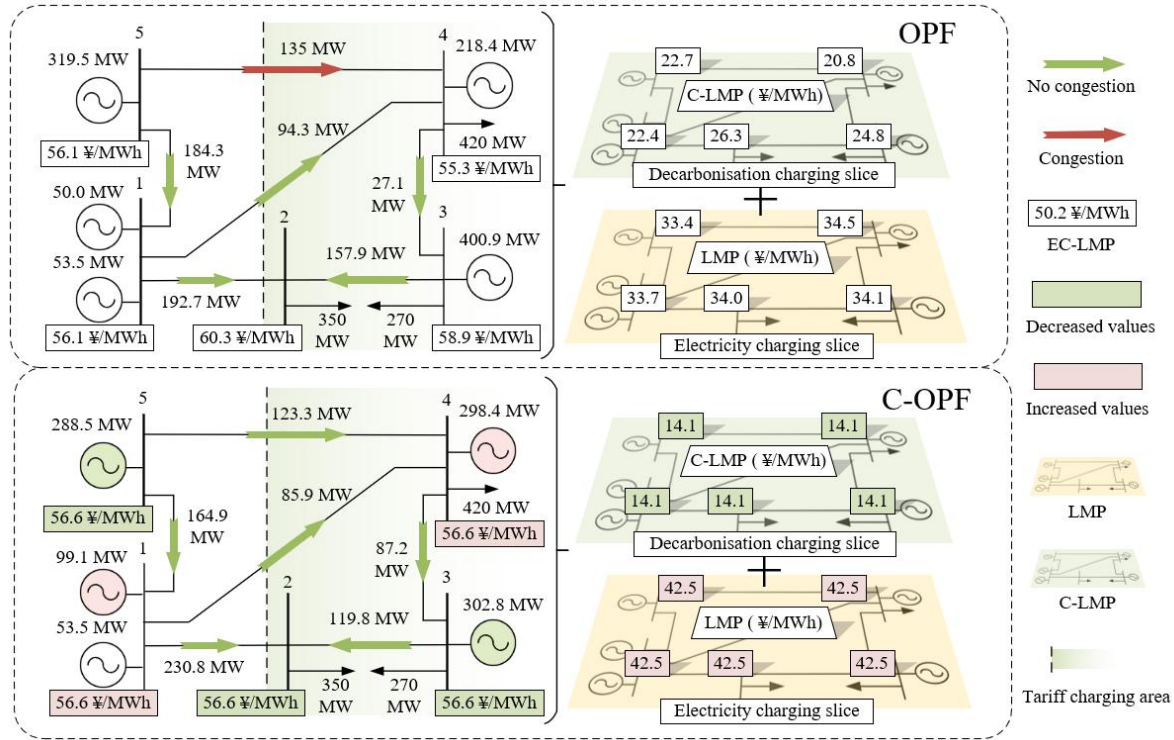 OPF
5
319.5 MW
56.1 ¥/MWh
135 MW
4
218.4 MW
94.3 MW
184.3
MW
420 MW
55.3 ¥/MWh
50.0 MW
1
53.5 MW
27.1
MW
2
3
157.9 MW
400.9 MW
192.7 MW
350
MW
270
MW
56.1 ¥/MWh
60.3 ¥/MWh
58.9 ¥/MWh
22.7
20.8
C-LMP ( ¥/MWh)
22.4
26.3
24.8
Decarbonisation charging slice
33.4
34.5
LMP ( ¥/MWh)
33.7
34.0
34.1
Electricity charging slice
C-OPF
5
288.5 MW
56.6 ¥/MWh
123.3 MW
4
298.4 MW
85.9 MW
164.9
MW
420 MW
56.6 ¥/MWh
99.1 MW
1
53.5 MW
87.2
MW
2
3
119.8 MW
302.8 MW
230.8 MW
350
MW
270
MW
56.6 ¥/MWh
56.6 ¥/MWh
56.6 ¥/MWh
14.1
14.1
C-LMP ( ¥/MWh)
14.1
14.1
14.1
Decarbonisation charging slice
42.5
42.5
LMP ( ¥/MWh)
42.5
42.5
42.5
Electricity charging slice
No congestion
Congestion
50.2 ¥/MWh
EC-LMP
Decreased values
Increased values
LMP
C-LMP
Tariff charging area